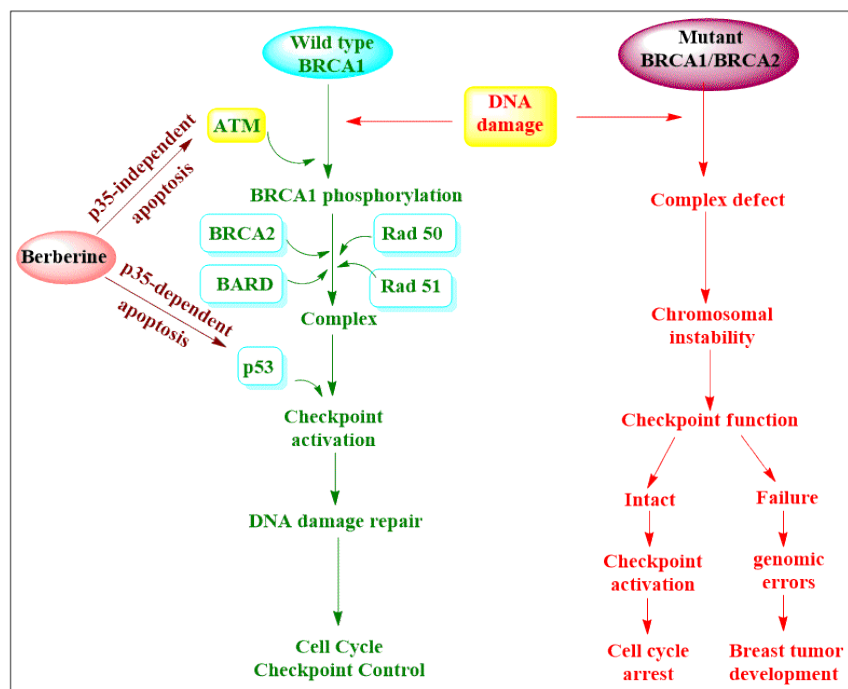 Wild type
BRCA1
Mutant
BRCA1/BRCA2
DNA
damage
ATM
p35-independent
apoptosis
BRCA1 phosphorylation
Complex defect
BRCA2
Rad 50
Berberine
BARD
Rad 51
p35-dependent
apoptosis
Complex
Chromosomal
instability
p53
Checkpoint
activation
Checkpoint function
Intact
Failure
DNA damage repair
Checkpoint
activation
genomic
errors
Cell Cycle
Checkpoint Control
Cell cycle
arrest
Breast tumor
development